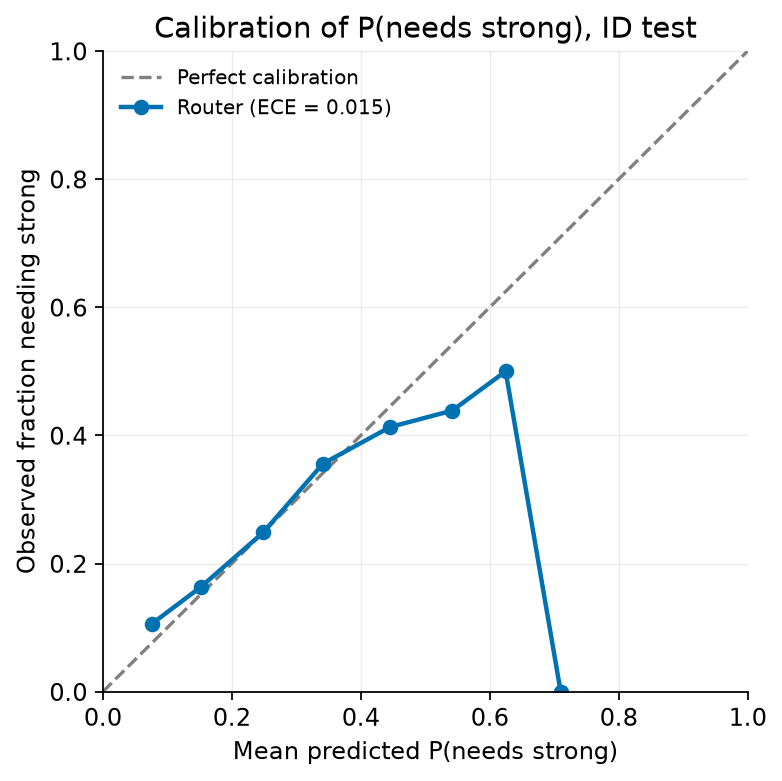 Calibration of P(needs strong), ID test
Perfect calibration
Router (ECE = 0.015)
Observed fraction needing strong
1.0
0.8
0.6
0.4
0.2
0.0
0.0 0.2 0.4 0.6 0.8 1.0
Mean predicted P(needs strong)